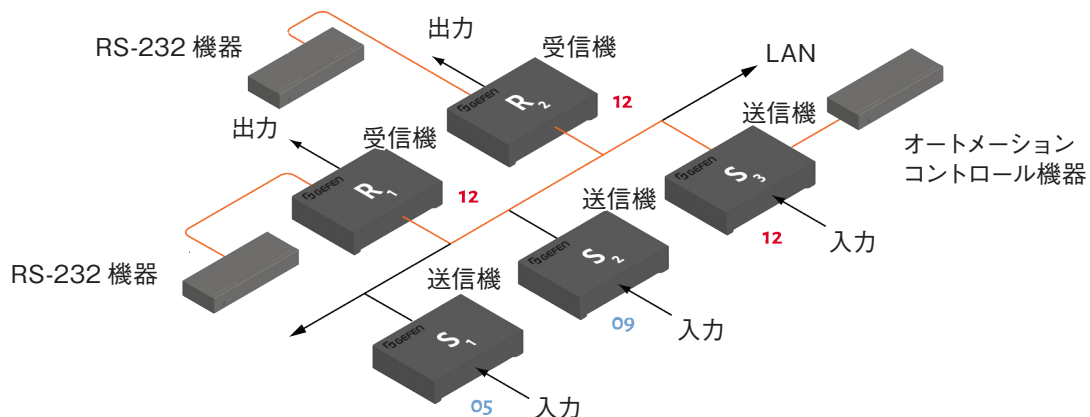 RS-232 機器
出力
受信機
LAN
GEFEN
R2
12
送信機
出力
受信機
オートメーション
コントロール機器
GEFEN
S3
GEFEN
R1
12
送信機
12
入力
GEFEN
S2
RS-232 機器
送信機
09
入力
GEFEN
S1
05
入力